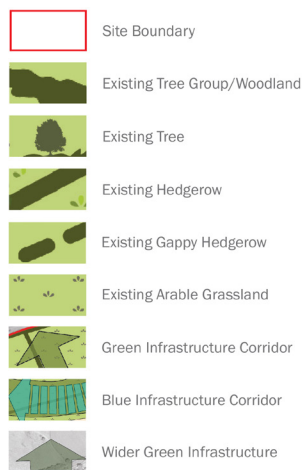 Site Boundary
Existing Tree Group/Woodland
Existing Tree
Existing Hedgerow
Existing Gappy Hedgerow
Existing Arable Grassland
Green Infrastructure Corridor
Blue Infrastructure Corridor
Wider Green Infrastructure